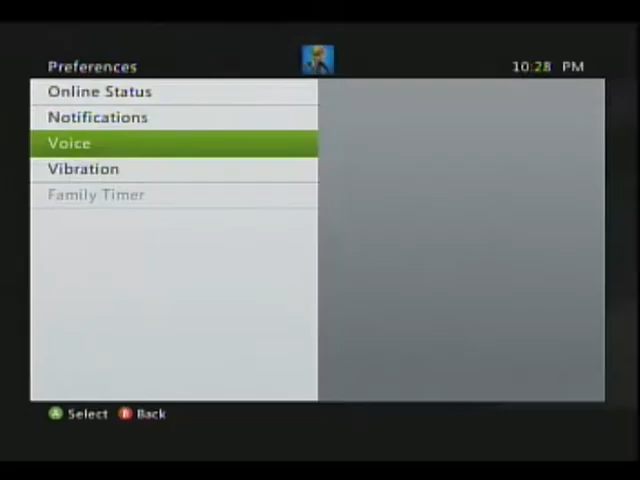 Preferences
10:28 PM
Online Status
Notifications
Voice
Vibration
Family Timer
A Select B Back